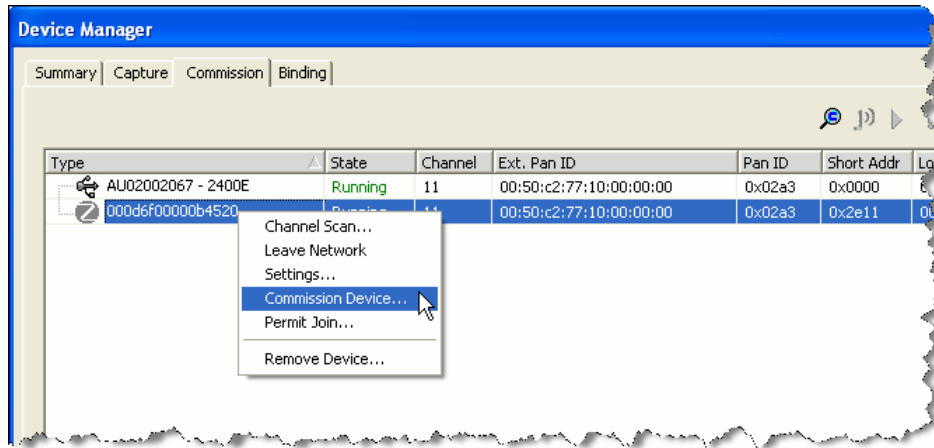 Device Manager
Summary Capture Commission Binding
Type State Channel Ext. Pan ID Pan ID Short Addr
AU02002067 - 2400E Running 11 00:50:c2:77:10:00:00:00 0x02a3 0x0000
000d6f00000b4520 Running 11 00:50:c2:77:10:00:00:00 0x02a3 0x2e11
Channel Scan...
Leave Network
Settings...
Commission Device...
Permit Join...
Remove Device...